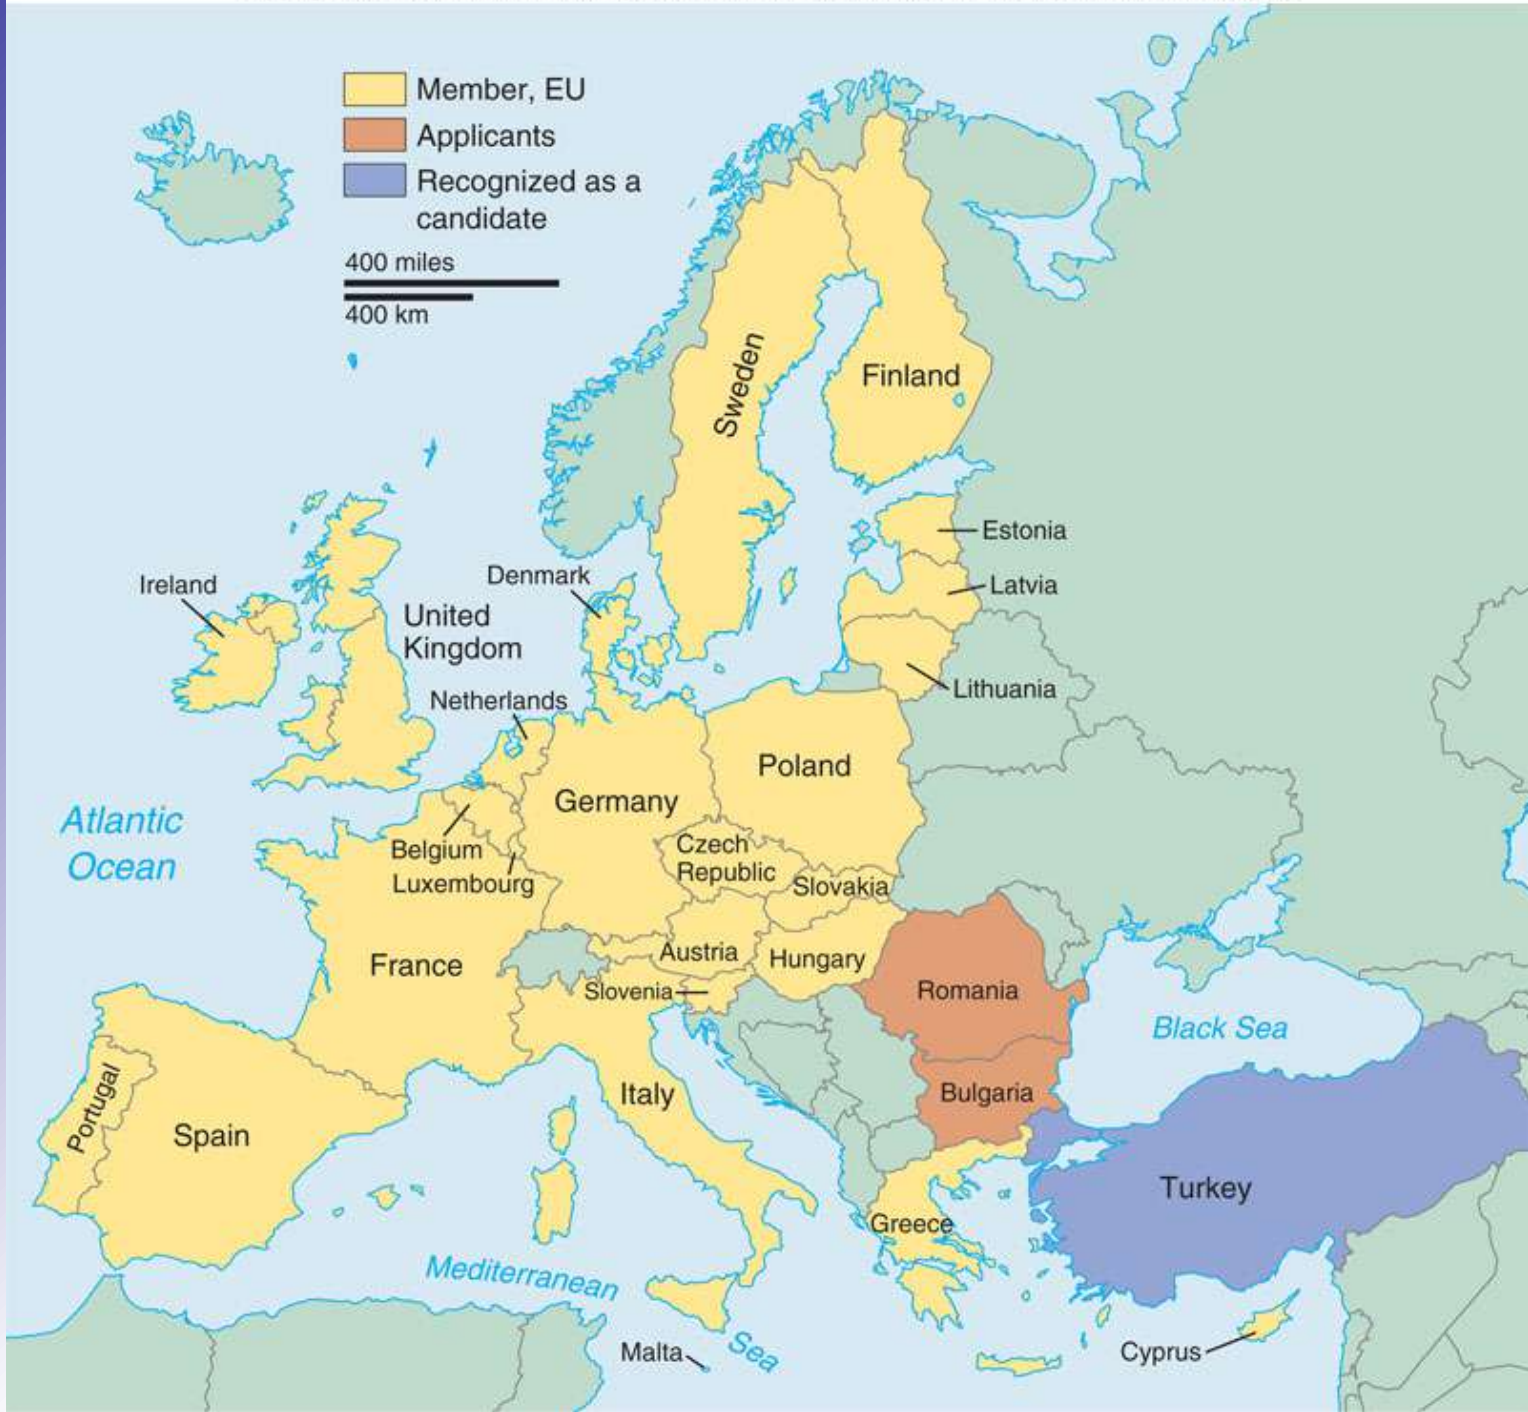 Member, EU
Applicants
Recognized as a
candidate
400 miles
400 km
Sweden
Finland
Estonia
Latvia
Lithuania
Ireland
Denmark
United
Kingdom
Netherlands
Poland
Germany
Atlantic
Ocean
Belgium
Luxembourg
Czech
Republic
Slovakia
France
Austria
Hungary
Slovenia
Romania
Black Sea
Italy
Bulgaria
Portugal
Spain
Turkey
Greece
Mediterranean
Sea
Malta
Cyprus